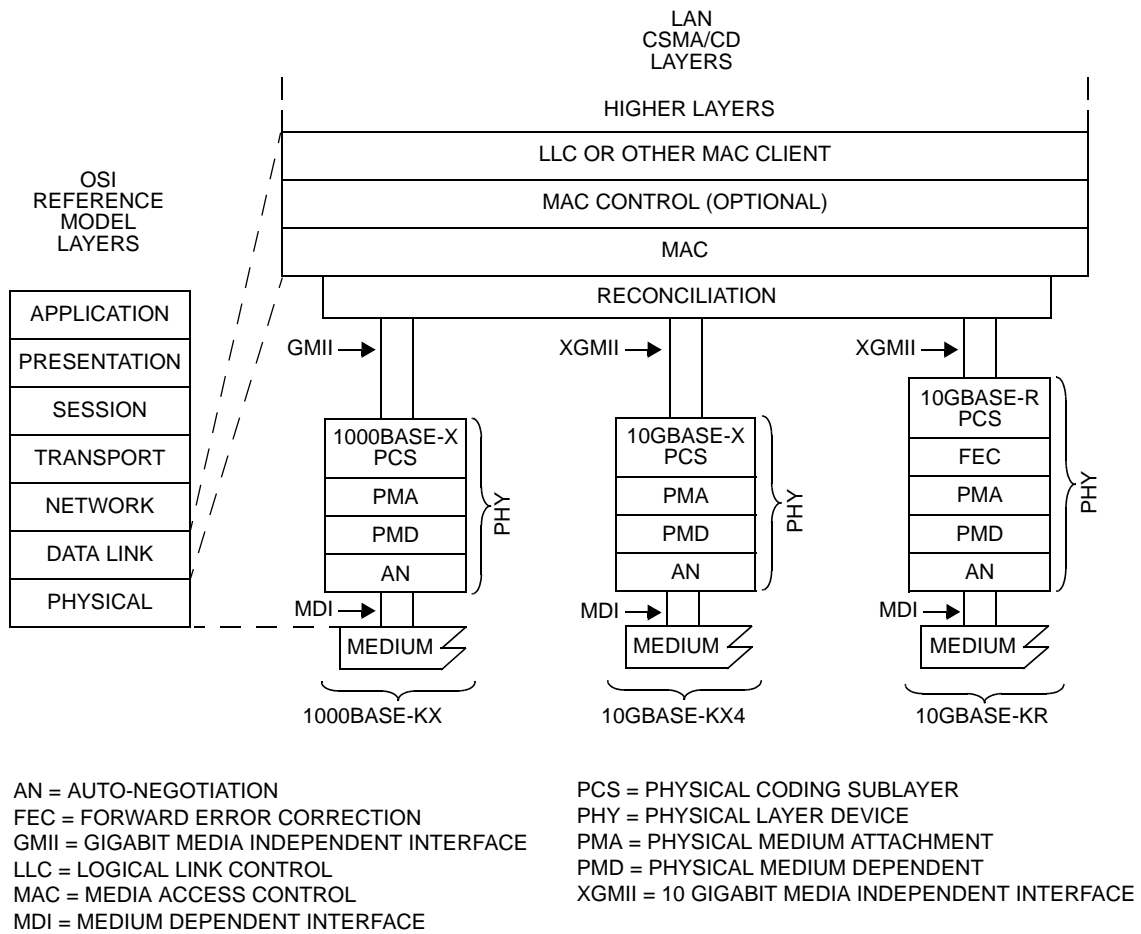 LAN
CSMA/CD
LAYERS
HIGHER LAYERS
LLC OR OTHER MAC CLIENT
MAC CONTROL (OPTIONAL)
MAC
RECONCILIATION
OSI
REFERENCE
MODEL
LAYERS
APPLICATION
PRESENTATION
SESSION
TRANSPORT
NETWORK
DATA LINK
PHYSICAL
GMII
1000BASE-X
PCS
PMA
PMD
AN
PHY
MDI
MEDIUM
1000BASE-KX
XGMII
10GBASE-X
PCS
PMA
PMD
AN
PHY
MDI
MEDIUM
10GBASE-KX4
XGMII
10GBASE-R
PCS
FEC
PMA
PMD
AN
PHY
MDI
MEDIUM
10GBASE-KR
AN = AUTO-NEGOTIATION
FEC = FORWARD ERROR CORRECTION
GMII = GIGABIT MEDIA INDEPENDENT INTERFACE
LLC = LOGICAL LINK CONTROL
MAC = MEDIA ACCESS CONTROL
MDI = MEDIUM DEPENDENT INTERFACE
PCS = PHYSICAL CODING SUBLAYER
PHY = PHYSICAL LAYER DEVICE
PMA = PHYSICAL MEDIUM ATTACHMENT
PMD = PHYSICAL MEDIUM DEPENDENT
XGMII = 10 GIGABIT MEDIA INDEPENDENT INTERFACE